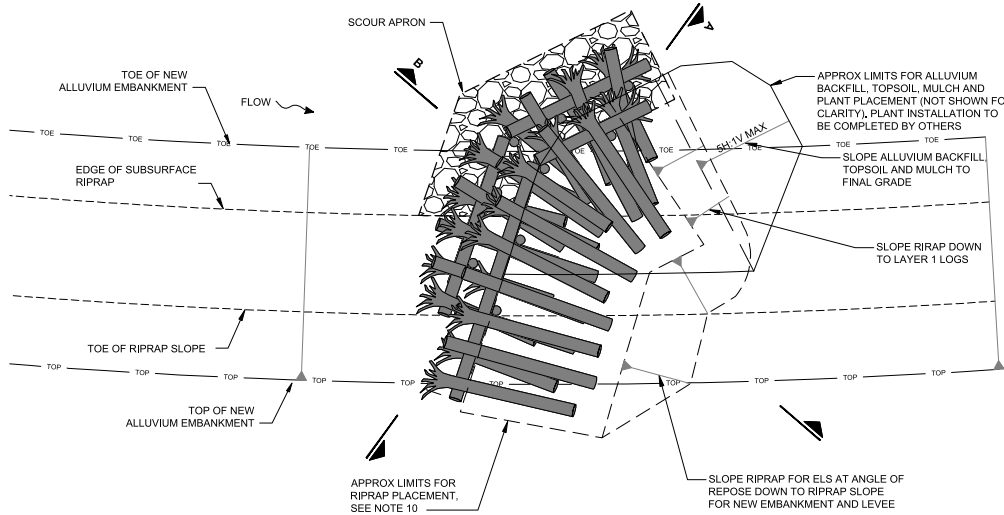 SCOUR APRON
A
B
TOE OF NEW
ALLUVIUM EMBANKMENT
FLOW
APPROX LIMITS FOR ALLUVIUM
BACKFILL, TOPSOIL, MULCH AND
PLANT PLACEMENT (NOT SHOWN FO
CLARITY). PLANT INSTALLATION TO
BE COMPLETED BY OTHERS
TOE
TOE
TOE
TOE
TOE
TOE
TOE
TOE
TOE
5H:1V MAX
EDGE OF SUBSURFACE
RIPRAP
SLOPE ALLUVIUM BACKFILL,
TOPSOIL AND MULCH TO
FINAL GRADE
SLOPE RIRAP DOWN
TO LAYER 1 LOGS
TOE OF RIPRAP SLOPE
TOP
TOP
TOP
TOP
TOP
TOP
TOP
TOP
TOP
TOP
TOP
TOP OF NEW
ALLUVIUM EMBANKMENT
APPROX LIMITS FOR
RIPRAP PLACEMENT,
SEE NOTE 10
SLOPE RIPRAP FOR ELS AT ANGLE OF
REPOSE DOWN TO RIPRAP SLOPE
FOR NEW EMBANKMENT AND LEVEE